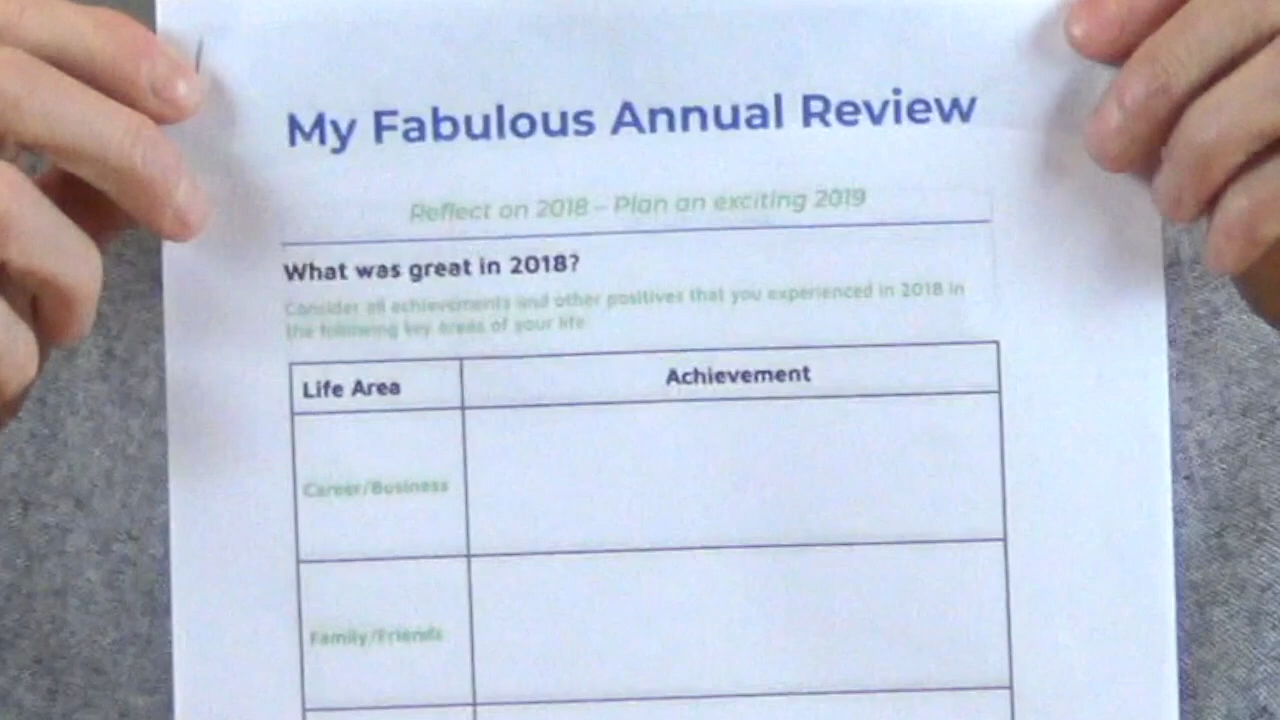 My Fabulous Annual Review
Reflect on 2018 – Plan an exciting 2019
What was great in 2018?
Consider all achievements and other positives that you experienced in 2018 in
the following key areas of your life
Life Area
Achievement
Career/Business
Family/Friends